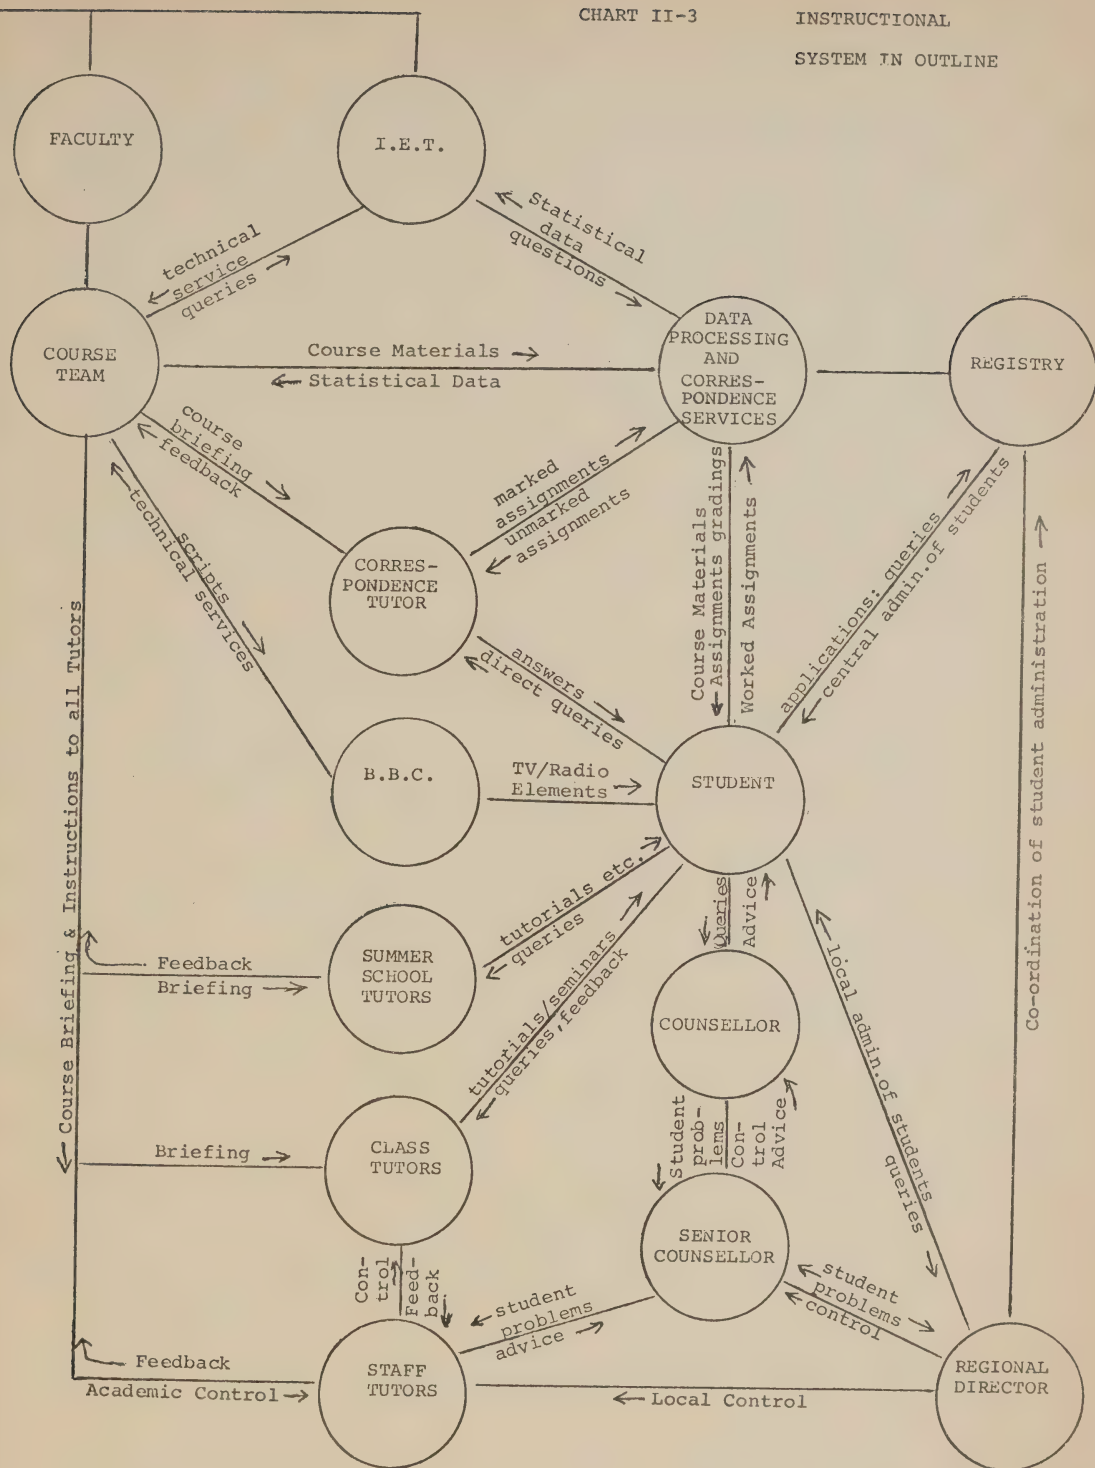 CHART II-3
INSTRUCTIONAL
SYSTEM IN OUTLINE
FACULTY
I.E.T.
technical
service
queries
Statistical
data
questions
COURSE
TEAM
Course Materials
Statistical Data
DATA
PROCESSING
AND
CORRES-
PONDENCE
SERVICES
REGISTRY
course
briefing
feedback
scripts
technical services
marked
assignments
unmarked
assignments
CORRES-
PONDENCE
TUTOR
Course Materials
Assignments gradings
Worked Assignments
applications: queries
central admin.of students
answers
direct queries
B.B.C.
TV/Radio
Elements
STUDENT
Course Briefing & Instructions to all Tutors
Co-ordination of student administration
tutorials etc.
queries
Queries
Advice
Feedback
Briefing
SUMMER
SCHOOL
TUTORS
tutorials/seminars
queries,feedback
COUNSELLOR
local admin.of students
queries
Student
prob-
lems
Con-
trol
Advice
Briefing
CLASS
TUTORS
SENIOR
COUNSELLOR
Con-
trol
Feed-
back
student
problems
advice
student
problems
control
Feedback
Academic Control
STAFF
TUTORS
Local Control
REGIONAL
DIRECTOR